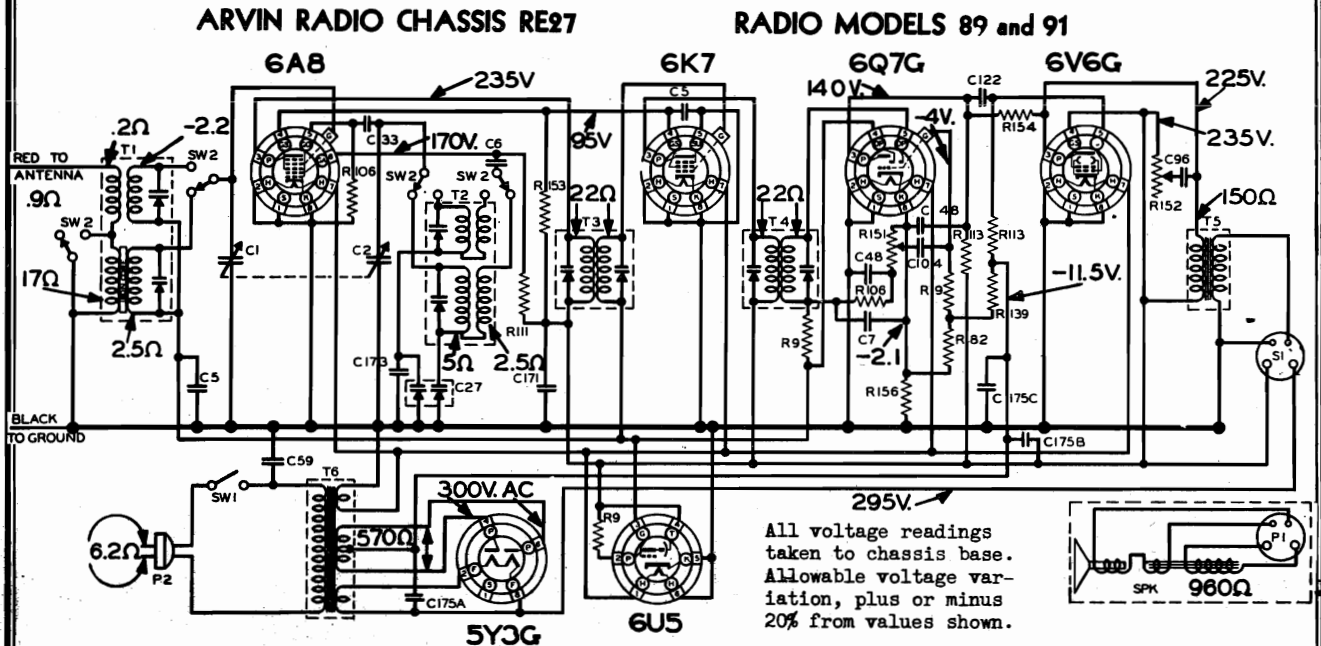 ARVIN RADIO CHASSIS RE27
RADIO MODELS 89 and 91
6A8
6K7
6Q7G
6V6G
235V
C5
140V.
C122
225V.
.2Ω
-2.2
T1
SW2
C133
170V.
95V
C6
-4V.
R154
235V.
RED TO
ANTENNA
.9Ω
SW2
R106
SW2
T2
SW2
R153
22Ω
T3
22Ω
T4
R151
C48
C96
R152
150Ω
T5
17Ω
C1
C2
C48
C104
R113
R113
-11.5V.
R106
R19
R139
2.5Ω
R111
C7
R182
S1
C173
5Ω
2.5Ω
R9
-2.1
C5
C27
C171
R156
C175C
BLACK
TO GROUND
C175B
C59
T6
SW1
300V. AC
295V.
6.2Ω
P2
570Ω
R9
C175A
5Y3G
6U5
All voltage readings
taken to chassis base.
Allowable voltage var-
iation, plus or minus
20% from values shown.
P1
SPK
960Ω